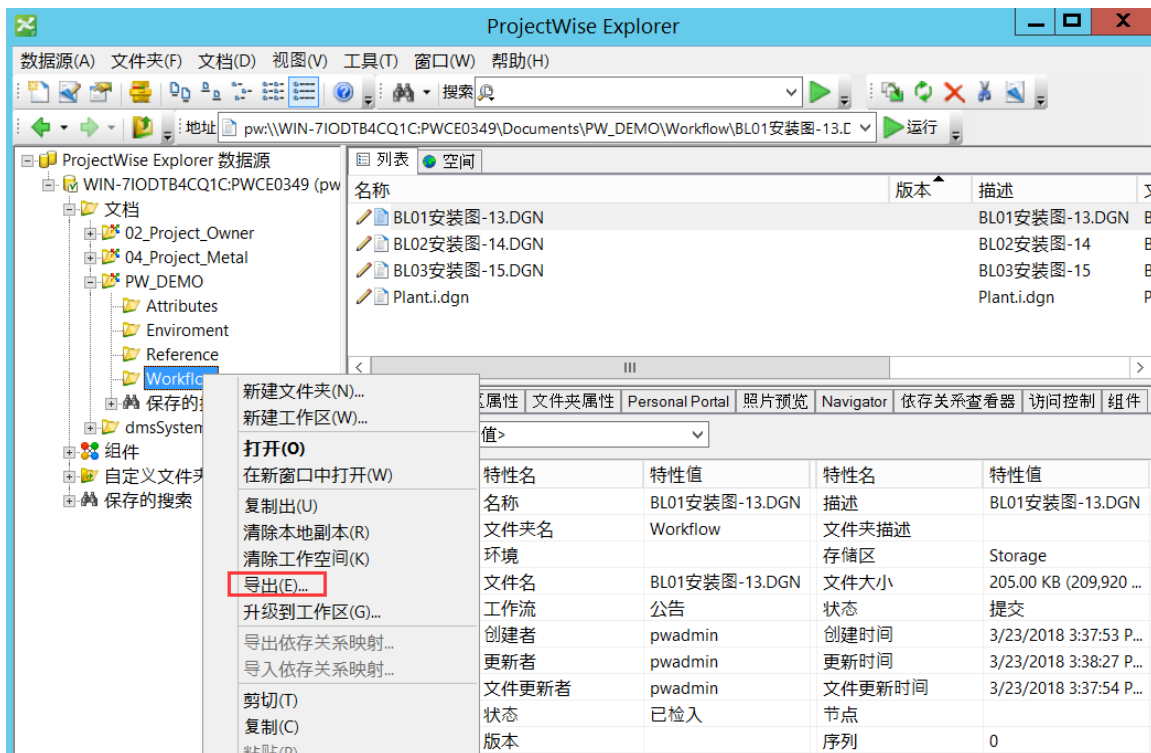 ProjectWise Explorer
数据源(A) 文件夹(F) 文档(D) 视图(V) 工具(T) 窗口(W) 帮助(H)
搜索
地址 pw:\\WIN-7IODTB4CQ1C:PWCE0349\Documents\PW_DEMO\Workflow\BL01安装图-13.D 运行
ProjectWise Explorer 数据源
WIN-7IODTB4CQ1C:PWCE0349 (pw
文档
02_Project_Owner
04_Project_Metal
PW_DEMO
Attributes
Enviroment
Reference
Workflo
保存的
dmsSystem
组件
自定义文件夹
保存的搜索
列表 空间
名称 版本 描述
BL01安装图-13.DGN BL01安装图-13.DGN
BL02安装图-14.DGN BL02安装图-14
BL03安装图-15.DGN BL03安装图-15
Plant.i.dgn Plant.i.dgn
新建文件夹(N)...
新建工作区(W)...
打开(O)
在新窗口中打开(W)
复制出(U)
清除本地副本(R)
清除工作空间(K)
导出(E)...
升级到工作区(G)...
导出依存关系映射...
导入依存关系映射...
剪切(T)
复制(C)
区属性 文件夹属性 Personal Portal 照片预览 Navigator 依存关系查看器 访问控制 组件
值>
特性名 特性值 特性名 特性值
名称 BL01安装图-13.DGN 描述 BL01安装图-13.DGN
文件夹名 Workflow 文件夹描述
环境 存储区 Storage
文件名 BL01安装图-13.DGN 文件大小 205.00 KB (209,920 ...
工作流 公告 状态 提交
创建者 pwadmin 创建时间 3/23/2018 3:37:53 P...
更新者 pwadmin 更新时间 3/23/2018 3:38:27 P...
文件更新者 pwadmin 文件更新时间 3/23/2018 3:37:54 P...
状态 已检入 节点
版本 序列 0